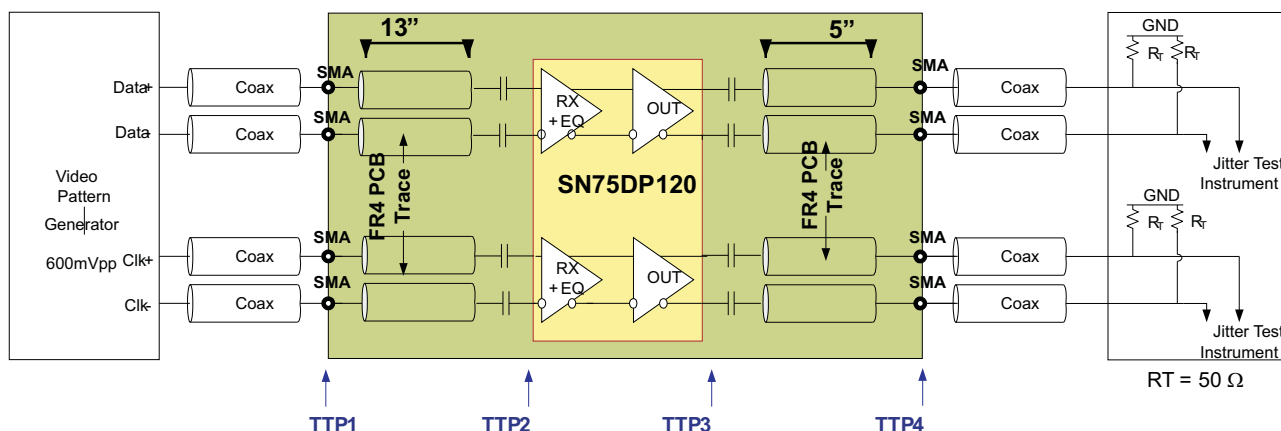 13”
5”
GND
RT RT
Data+
Coax
SMA
RX
+EQ
OUT
SMA
Coax
Data-
Coax
SMA
SMA
Coax
Jitter Test
Instrument
FR4 PCB
Trace
SN75DP120
FR4 PCB
Trace
Video
Pattern
Generator
600mVpp
GND
RT RT
Clk+
Coax
SMA
RX
+EQ
OUT
SMA
Coax
Clk-
Coax
SMA
SMA
Coax
Jitter Test
Instrument
RT = 50 Ω
TTP1
TTP2
TTP3
TTP4